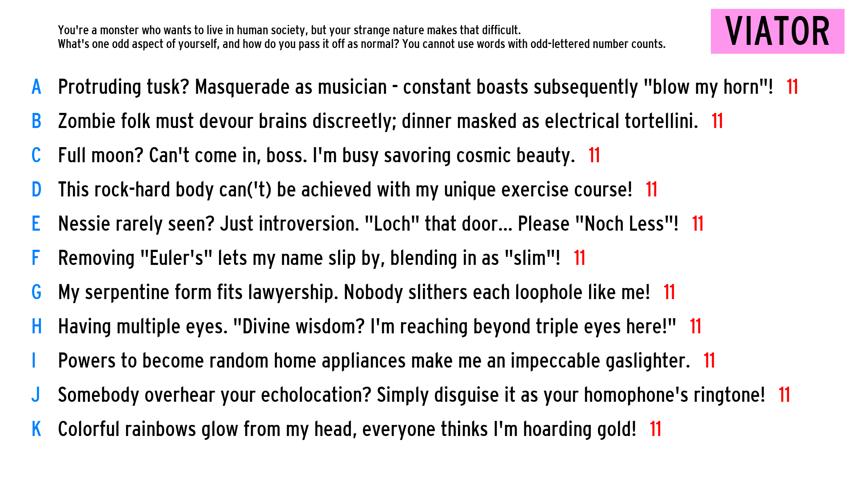 You're a monster who wants to live in human society, but your strange nature makes that difficult.
What's one odd aspect of yourself, and how do you pass it off as normal? You cannot use words with odd-lettered number counts.
VIATOR
A Protruding tusk? Masquerade as musician - constant boasts subsequently "blow my horn"! 11
B Zombie folk must devour brains discreetly; dinner masked as electrical tortellini. 11
C Full moon? Can't come in, boss. I'm busy savoring cosmic beauty. 11
D This rock-hard body can('t) be achieved with my unique exercise course! 11
E Nessie rarely seen? Just introversion. "Loch" that door... Please "Noch Less"! 11
F Removing "Euler's" lets my name slip by, blending in as "slim"! 11
G My serpentine form fits lawyership. Nobody slithers each loophole like me! 11
H Having multiple eyes. "Divine wisdom? I'm reaching beyond triple eyes here!" 11
I Powers to become random home appliances make me an impeccable gaslighter. 11
J Somebody overhear your echolocation? Simply disguise it as your homophone's ringtone! 11
K Colorful rainbows glow from my head, everyone thinks I'm hoarding gold! 11